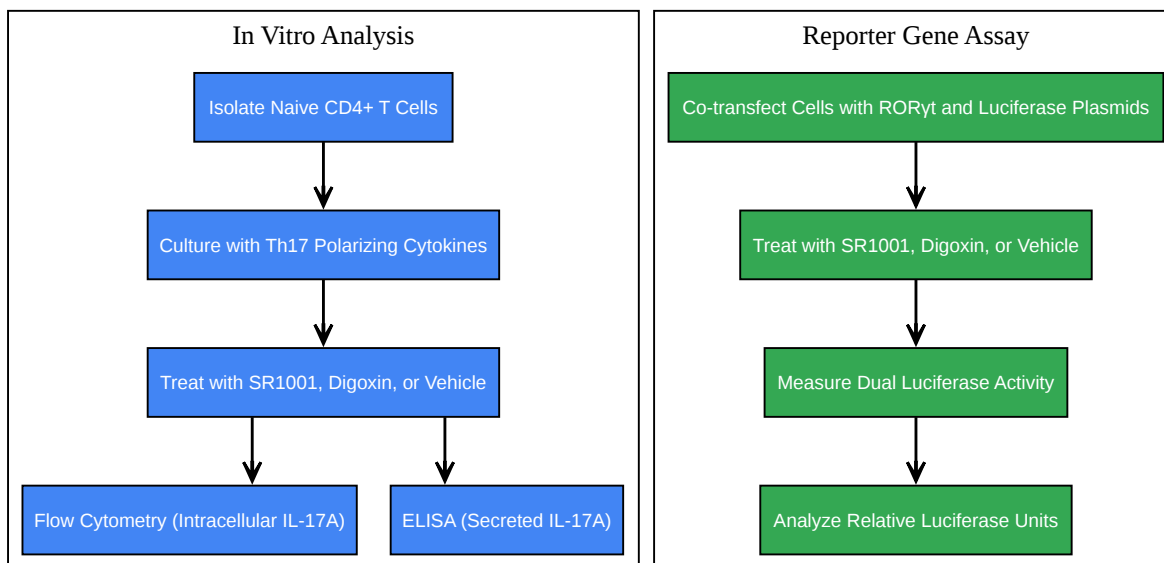 In Vitro Analysis
Isolate Naive CD4+ T Cells
Culture with Th17 Polarizing Cytokines
Treat with SR1001, Digoxin, or Vehicle
Flow Cytometry (Intracellular IL-17A)
ELISA (Secreted IL-17A)
Reporter Gene Assay
Co-transfect Cells with RORγt and Luciferase Plasmids
Treat with SR1001, Digoxin, or Vehicle
Measure Dual Luciferase Activity
Analyze Relative Luciferase Units